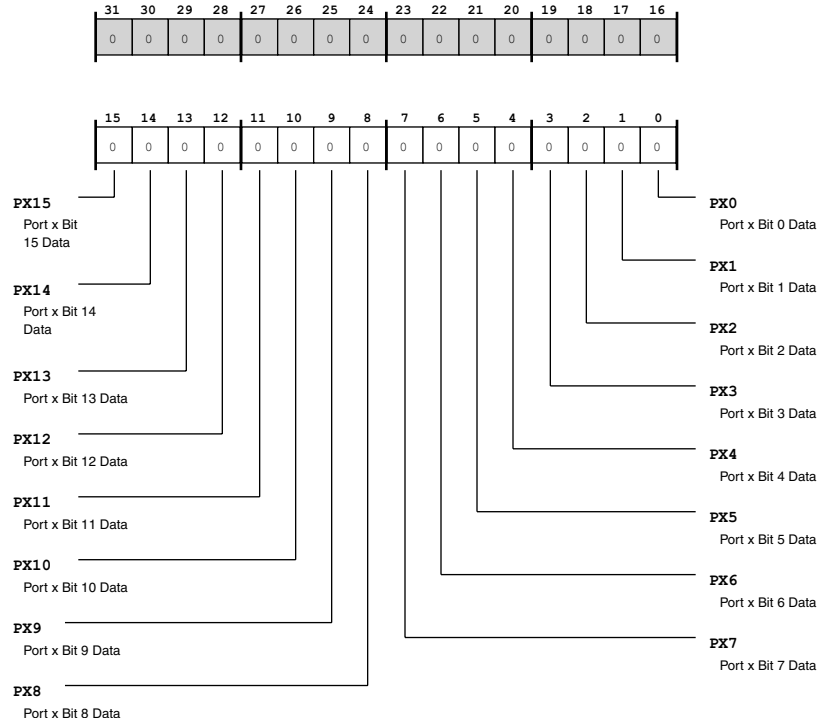 31 30 29 28 27 26 25 24 23 22 21 20 19 18 17 16
0 0 0 0 0 0 0 0 0 0 0 0 0 0 0 0
15 14 13 12 11 10 9 8 7 6 5 4 3 2 1 0
0 0 0 0 0 0 0 0 0 0 0 0 0 0 0 0
PX15
Port x Bit
15 Data
PX14
Port x Bit 14
Data
PX13
Port x Bit 13 Data
PX12
Port x Bit 12 Data
PX11
Port x Bit 11 Data
PX10
Port x Bit 10 Data
PX9
Port x Bit 9 Data
PX8
Port x Bit 8 Data
PX0
Port x Bit 0 Data
PX1
Port x Bit 1 Data
PX2
Port x Bit 2 Data
PX3
Port x Bit 3 Data
PX4
Port x Bit 4 Data
PX5
Port x Bit 5 Data
PX6
Port x Bit 6 Data
PX7
Port x Bit 7 Data